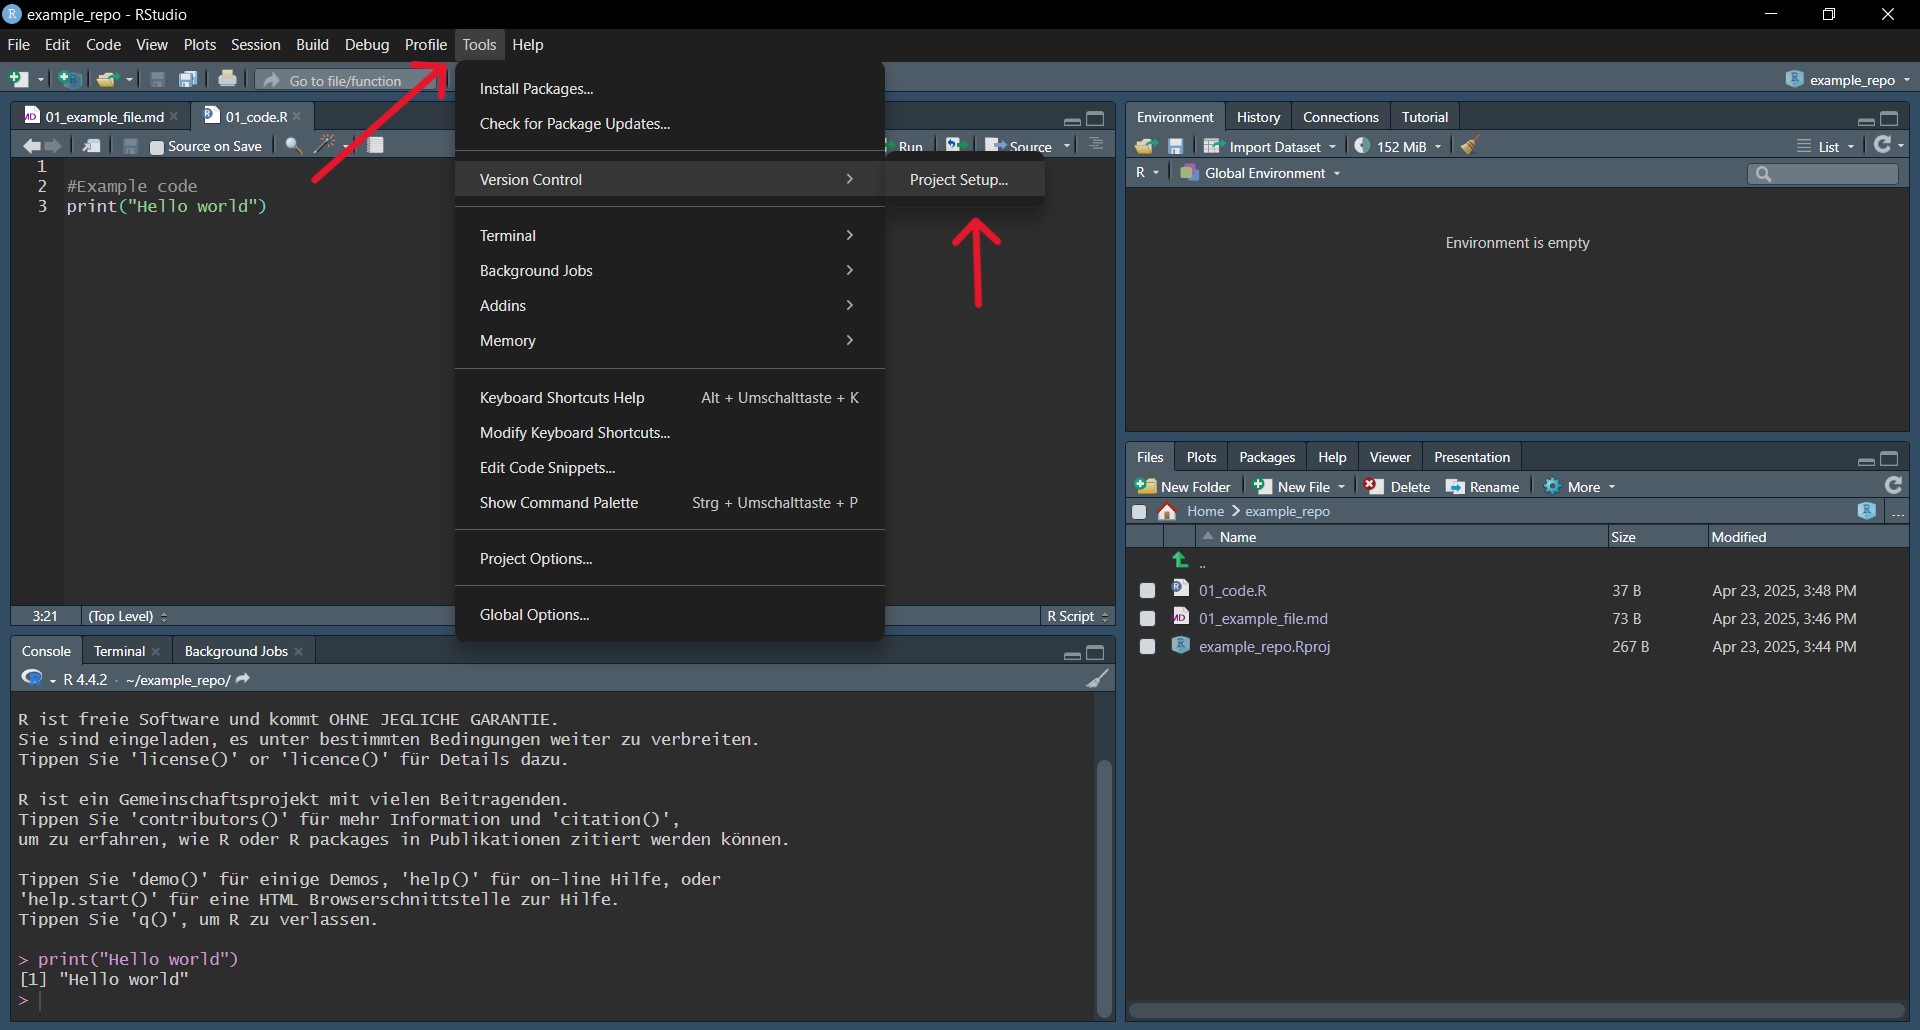 example_repo - RStudio
File Edit Code View Plots Session Build Debug Profile Tools Help
Go to file/function
example_repo
Install Packages...
Check for Package Updates...
Version Control
Project Setup...
Terminal
Background Jobs
Addins
Memory
Keyboard Shortcuts Help Alt + Umschalttaste + K
Modify Keyboard Shortcuts...
Edit Code Snippets...
Show Command Palette Strg + Umschalttaste + P
Project Options...
Global Options...
01_example_file.md 01_code.R
Source on Save Run Source
1
2 #Example code
3 print("Hello world")
3:21 (Top Level) R Script
Console Terminal Background Jobs
R 4.4.2 · ~/example_repo/
R ist freie Software und kommt OHNE JEGLICHE GARANTIE.
Sie sind eingeladen, es unter bestimmten Bedingungen weiter zu verbreiten.
Tippen Sie 'license()' or 'licence()' für Details dazu.
R ist ein Gemeinschaftsprojekt mit vielen Beitragenden.
Tippen Sie 'contributors()' für mehr Information und 'citation()',
um zu erfahren, wie R oder R packages in Publikationen zitiert werden können.
Tippen Sie 'demo()' für einige Demos, 'help()' für on-line Hilfe, oder
'help.start()' für eine HTML Browserschnittstelle zur Hilfe.
Tippen Sie 'q()', um R zu verlassen.
> print("Hello world")
[1] "Hello world"
>
Environment History Connections Tutorial
Import Dataset 152 MiB List
R Global Environment
Environment is empty
Files Plots Packages Help Viewer Presentation
New Folder New File Delete Rename More
Home > example_repo ...
Name Size Modified
..
01_code.R 37 B Apr 23, 2025, 3:48 PM
01_example_file.md 73 B Apr 23, 2025, 3:46 PM
example_repo.Rproj 267 B Apr 23, 2025, 3:44 PM